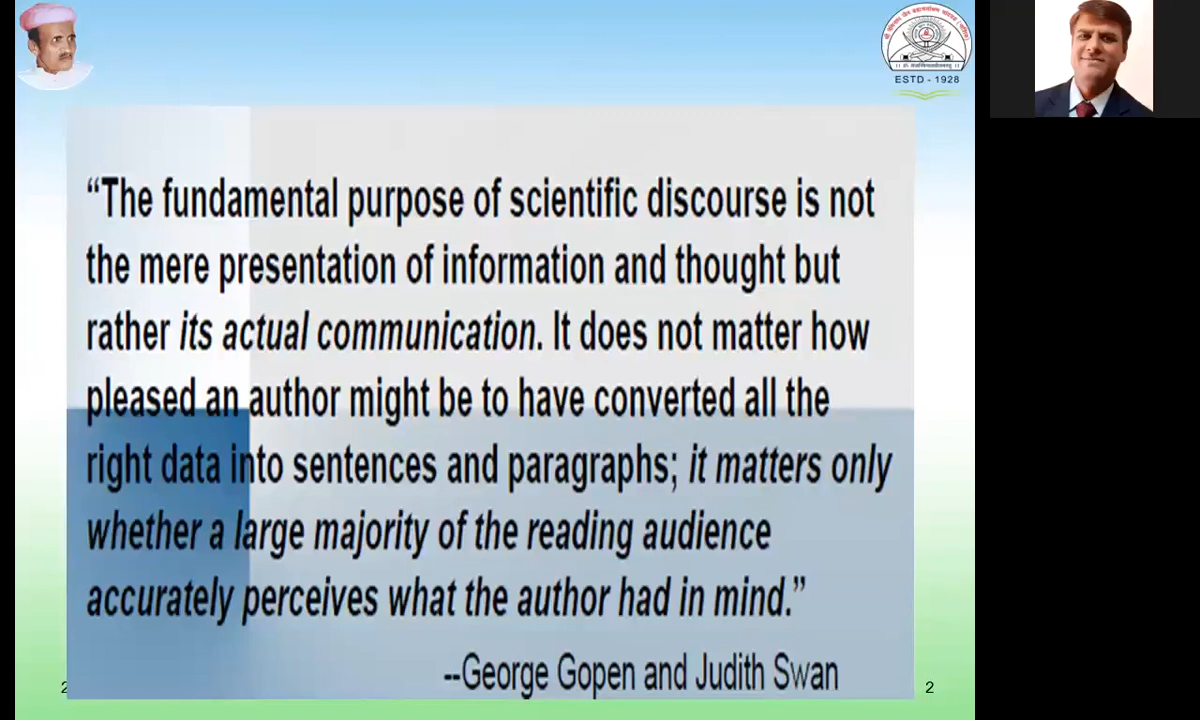 ESTD - 1928
“The fundamental purpose of scientific discourse is not
the mere presentation of information and thought but
rather its actual communication. It does not matter how
pleased an author might be to have converted all the
right data into sentences and paragraphs; it matters only
whether a large majority of the reading audience
accurately perceives what the author had in mind.”
--George Gopen and Judith Swan
2
2